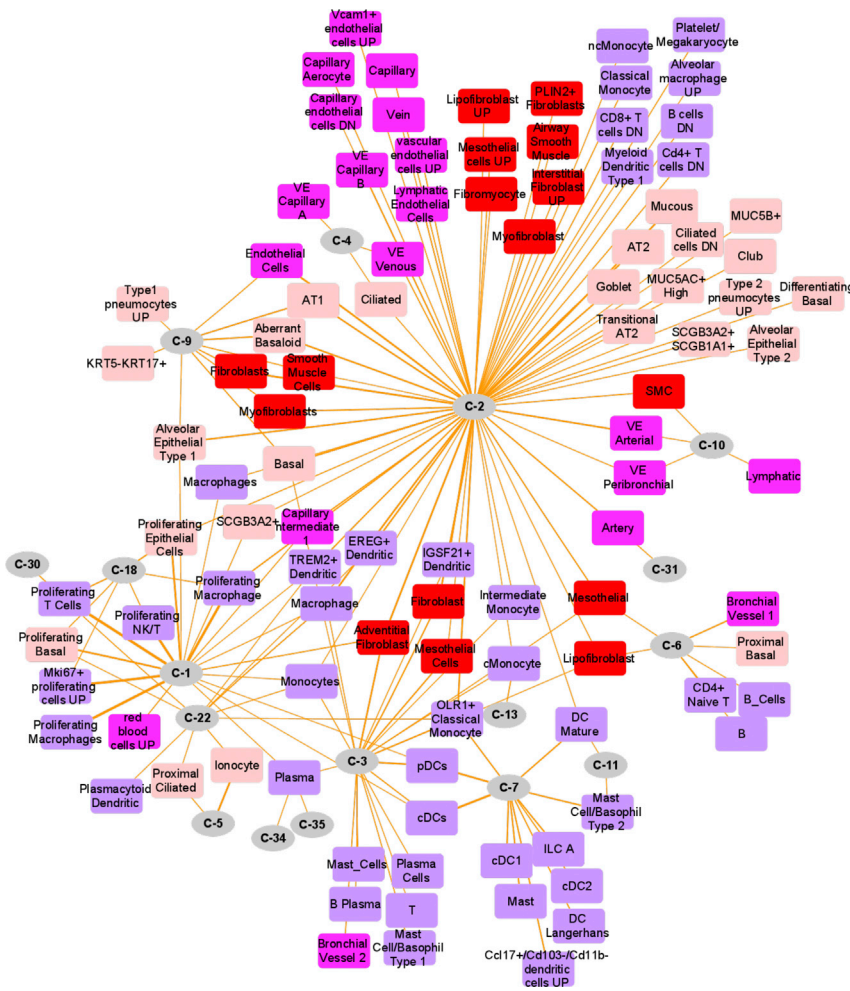 Vcam1+
endothelial
cells UP
Capillary
Aerocyte
Capillary
Capillary
endothelial
cells DN
Vein
vascular
endothelial
cells UP
VE
Capillary
B
Lymphatic
Endothelial
Cells
VE
Capillary
A
C-4
VE
Venous
Endothelial
Cells
Ciliated
Lipofibroblast
UP
PLIN2+
Fibroblasts
Mesothelial
cells UP
Airway
Smooth
Muscle
Fibromyocyte
Interstitial
Fibroblast
UP
Myofibroblast
ncMonocyte
Platelet/
Megakaryocyte
Classical
Monocyte
Alveolar
macrophage
UP
CD8+ T
cells DN
B cells
DN
Myeloid
Dendritic
Type 1
Cd4+ T
cells DN
Mucous
MUC5B+
AT2
Ciliated
cells DN
Club
Goblet
MUC5AC+
High
Type 2
pneumocytes
UP
Differentiating
Basal
Transitional
AT2
SCGB3A2+
SCGB1A1+
Alveolar
Epithelial
Type 2
Type1
pneumocytes
UP
AT1
C-9
Aberrant
Basaloid
KRT5-KRT17+
Fibroblasts
Smooth
Muscle
Cells
Myofibroblasts
C-2
SMC
VE
Arterial
C-10
VE
Peribronchial
Lymphatic
Artery
C-31
Alveolar
Epithelial
Type 1
Basal
Macrophages
Proliferating
Epithelial
Cells
SCGB3A2+
Capillary
Intermediate
1
EREG+
Dendritic
IGSF21+
Dendritic
C-30
C-18
TREM2+
Dendritic
Proliferating
T Cells
Proliferating
Macrophage
Macrophage
Fibroblast
Intermediate
Monocyte
Mesothelial
Proliferating
NK/T
Proliferating
Basal
Adventitial
Fibroblast
Mesothelial
Cells
cMonocyte
Lipofibroblast
C-6
Bronchial
Vessel 1
Proximal
Basal
C-1
Mki67+
proliferating
cells UP
Monocytes
CD4+
Naive T
B_Cells
B
Proliferating
Macrophages
red
blood
cells UP
C-22
OLR1+
Classical
Monocyte
C-13
DC
Mature
C-3
pDCs
C-7
C-11
Plasmacytoid
Dendritic
Proximal
Ciliated
Ionocyte
Plasma
cDCs
Mast
Cell/Basophil
Type 2
C-5
C-34
C-35
Mast_Cells
Plasma
Cells
cDC1
ILC A
B Plasma
T
Mast
cDC2
Bronchial
Vessel 2
Mast
Cell/Basophil
Type 1
DC
Langerhans
Ccl17+/Cd103-/Cd11b-
dendritic
cells UP